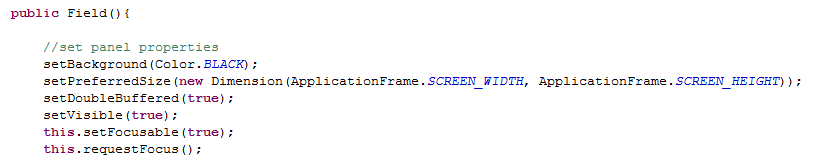 public Field(){
//set panel properties
setBackground(Color.BLACK);
setPreferredSize(new Dimension(ApplicationFrame.SCREEN_WIDTH, ApplicationFrame.SCREEN_HEIGHT));
setDoubleBuffered(true);
setVisible(true);
this.setFocusable(true);
this.requestFocus();